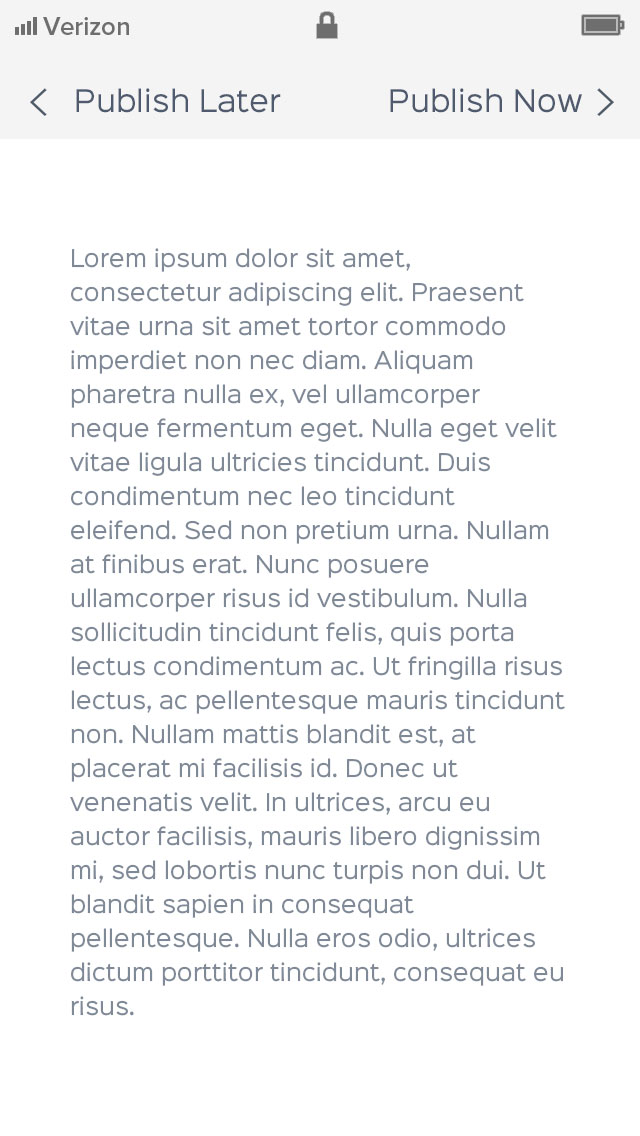 Verizon
Publish Later
Publish Now
Lorem ipsum dolor sit amet,
consectetur adipiscing elit. Praesent
vitae urna sit amet tortor commodo
imperdiet non nec diam. Aliquam
pharetra nulla ex, vel ullamcorper
neque fermentum eget. Nulla eget velit
vitae ligula ultricies tincidunt. Duis
condimentum nec leo tincidunt
eleifend. Sed non pretium urna. Nullam
at finibus erat. Nunc posuere
ullamcorper risus id vestibulum. Nulla
sollicitudin tincidunt felis, quis porta
lectus condimentum ac. Ut fringilla risus
lectus, ac pellentesque mauris tincidunt
non. Nullam mattis blandit est, at
placerat mi facilisis id. Donec ut
venenatis velit. In ultrices, arcu eu
auctor facilisis, mauris libero dignissim
mi, sed lobortis nunc turpis non dui. Ut
blandit sapien in consequat
pellentesque. Nulla eros odio, ultrices
dictum porttitor tincidunt, consequat eu
risus.